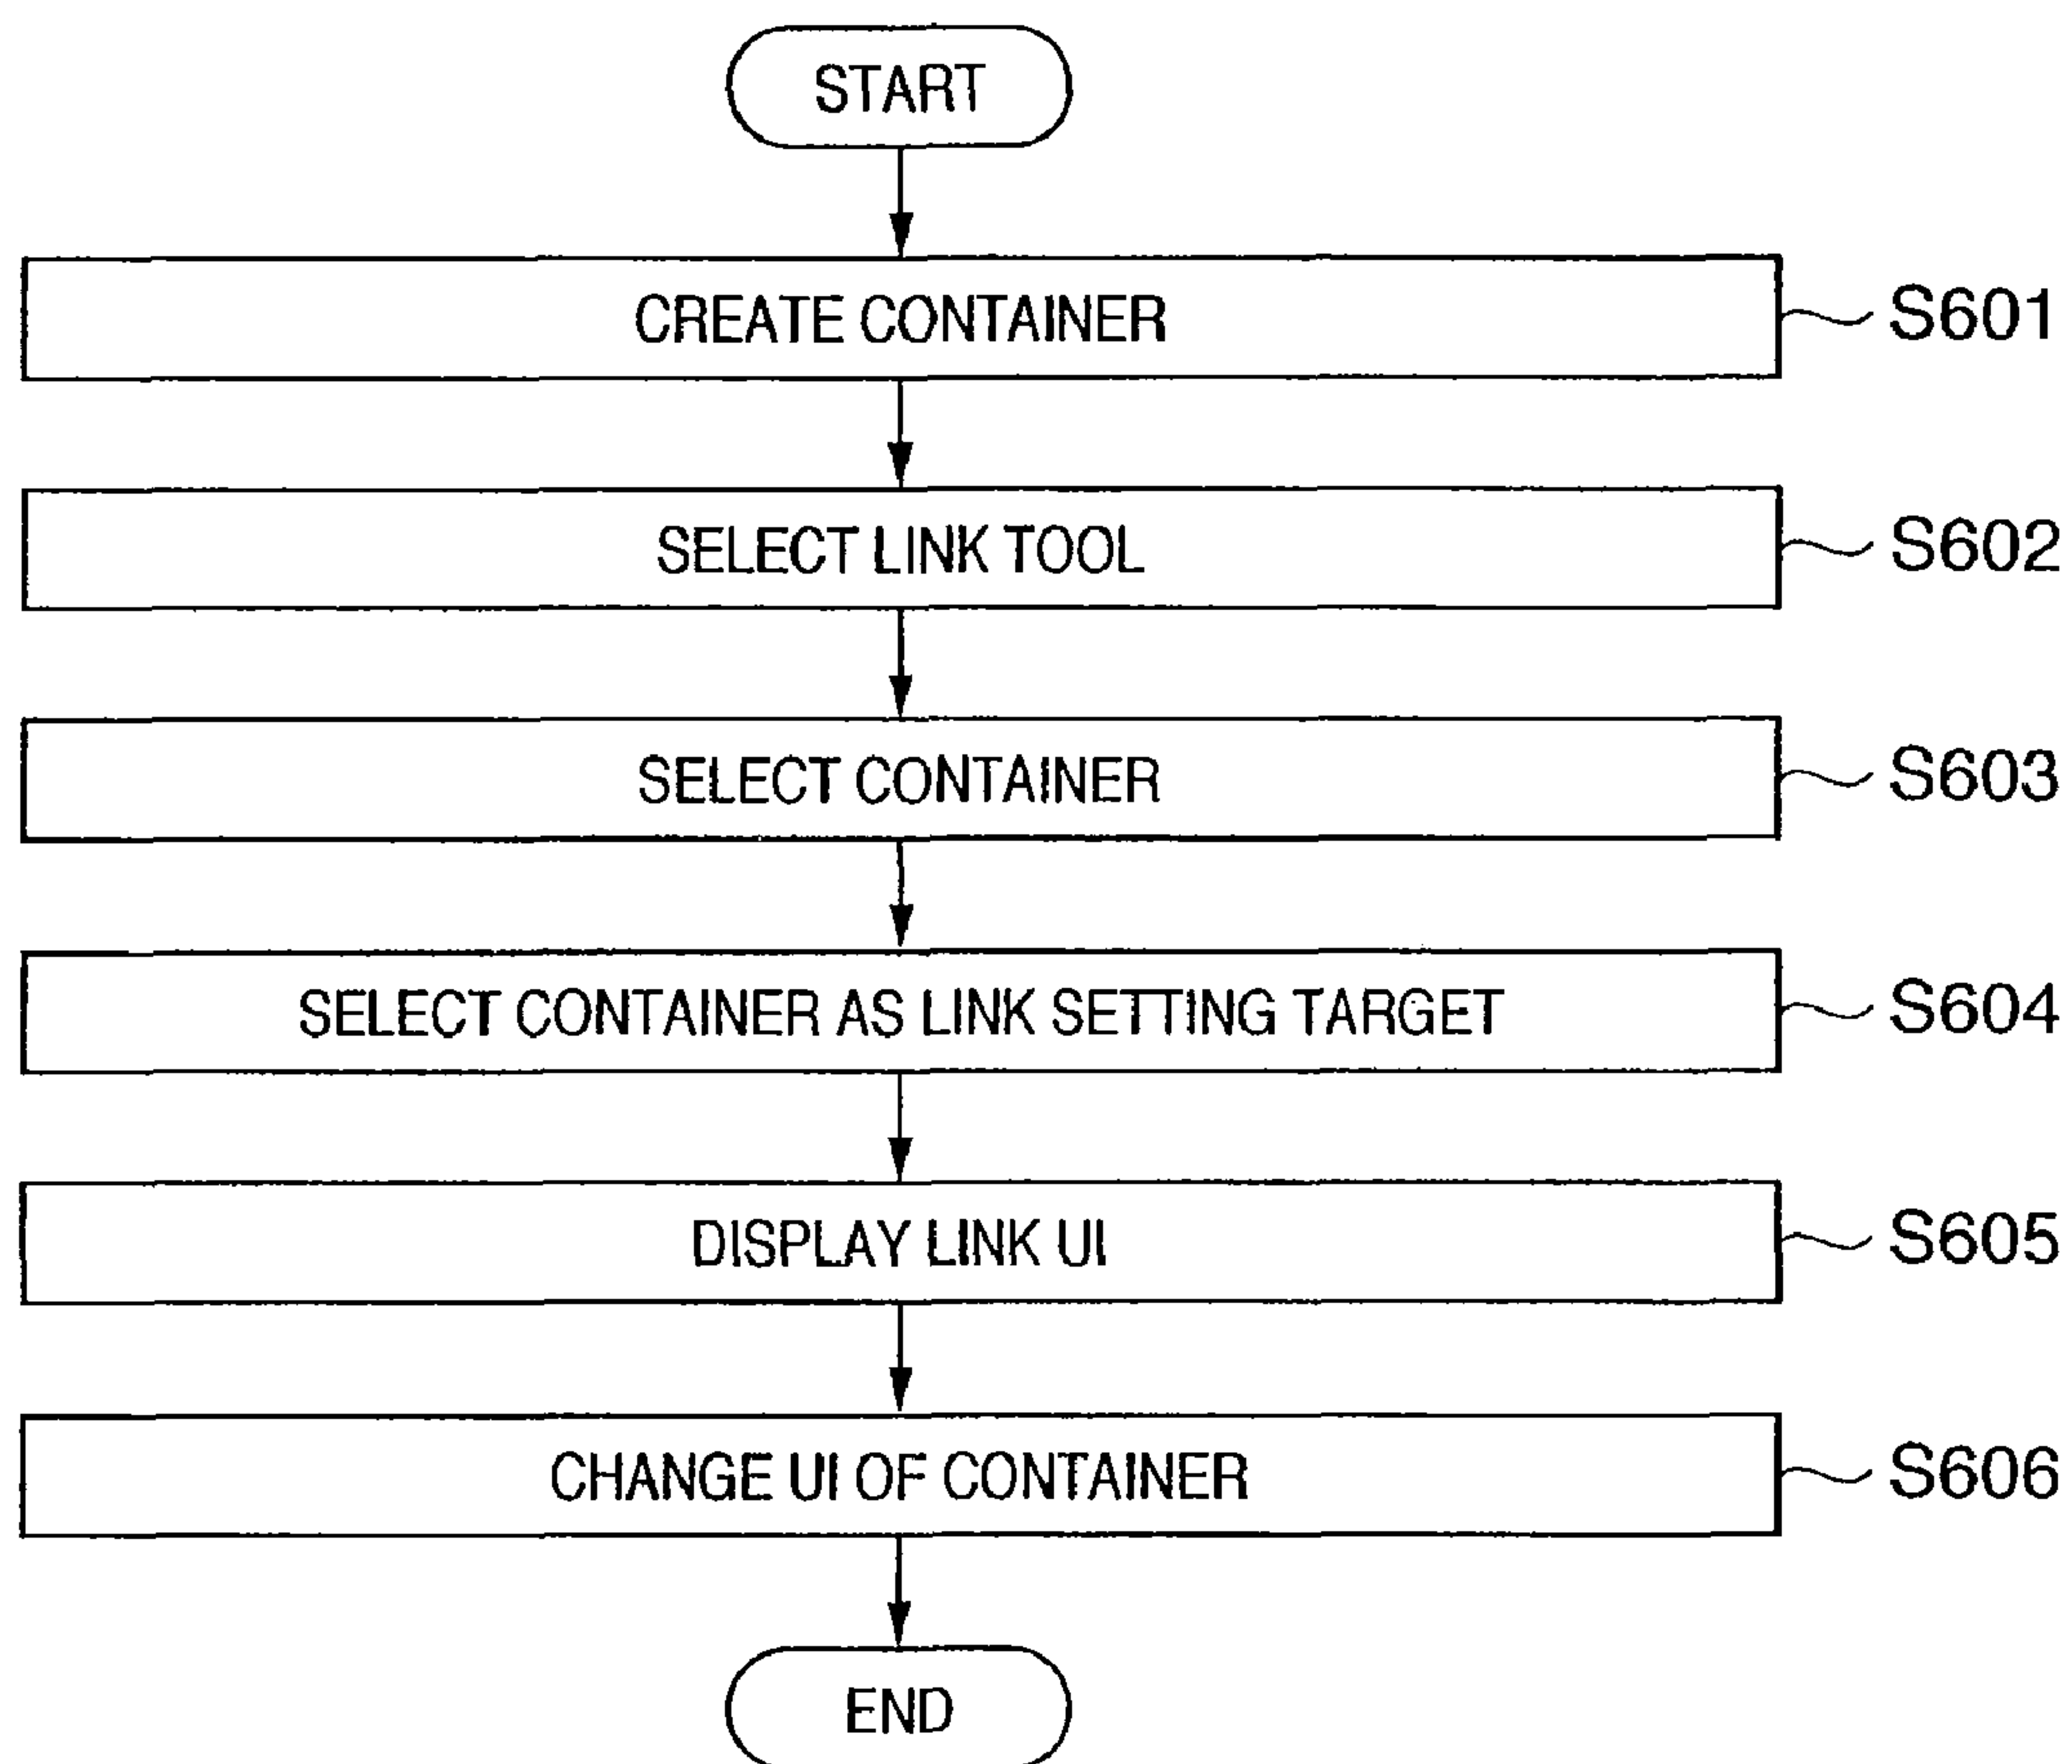 START
CREATE CONTAINER
S601
SELECT LINK TOOL
S602
SELECT CONTAINER
S603
SELECT CONTAINER AS LINK SETTING TARGET
S604
DISPLAY LINK UI
S605
CHANGE UI OF CONTAINER
S606
END